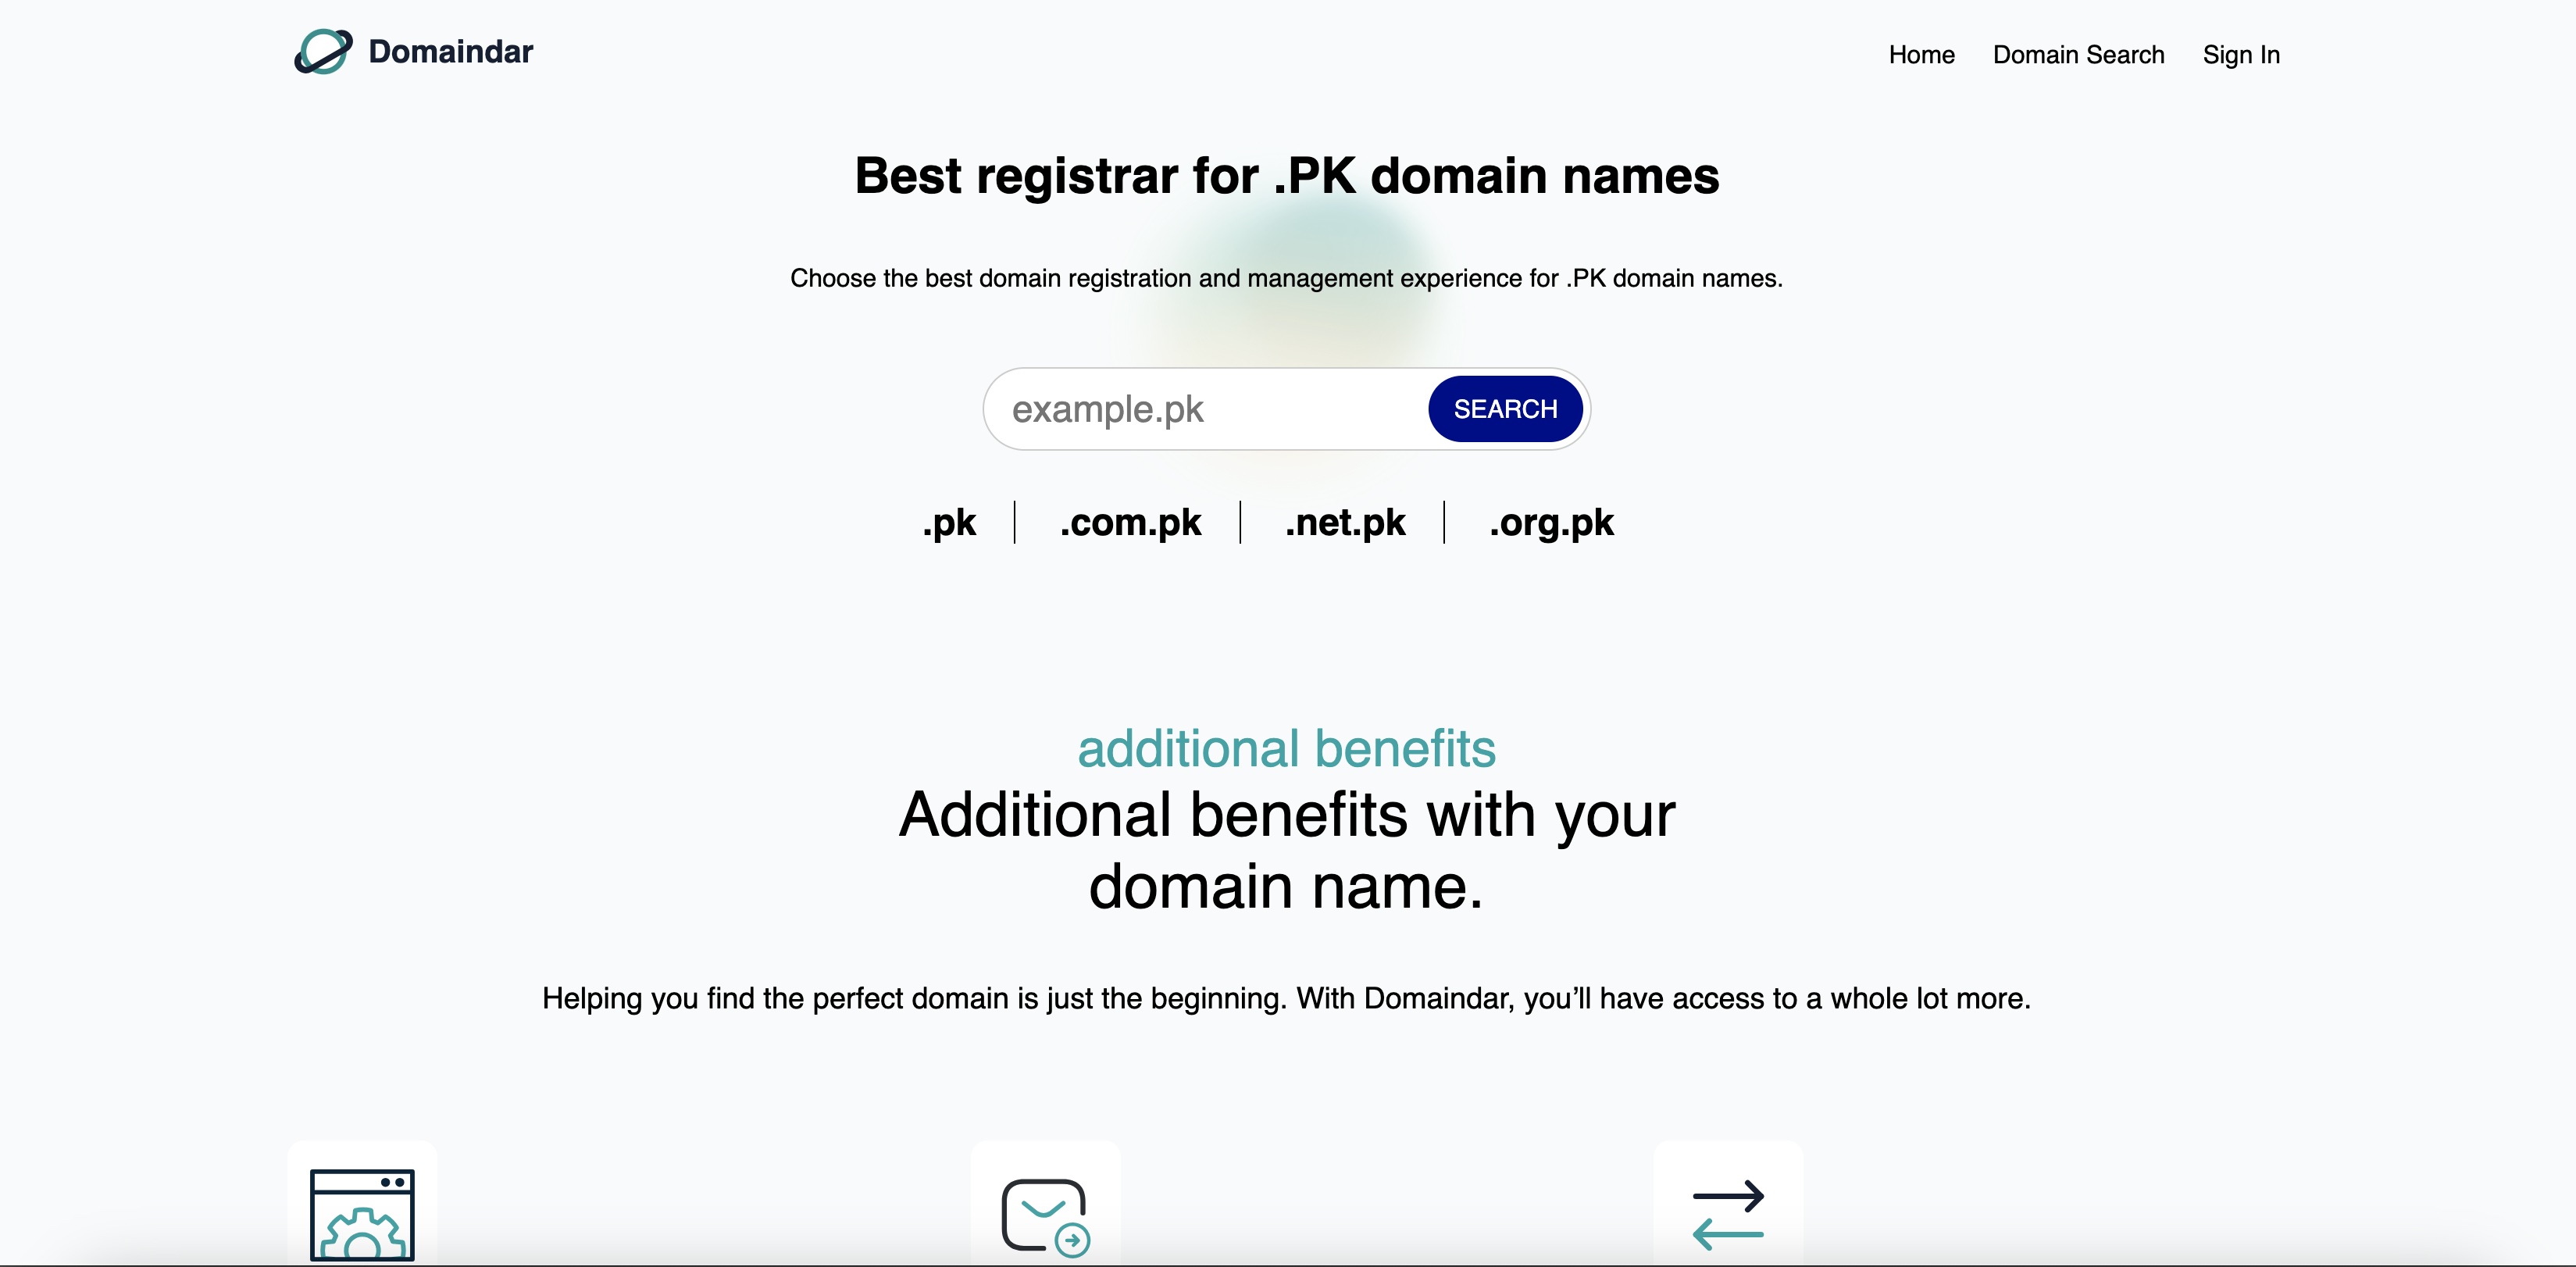 Domaindar
Home
Domain Search
Sign In
Best registrar for .PK domain names
Choose the best domain registration and management experience for .PK domain names.
example.pk
SEARCH
.pk
.com.pk
.net.pk
.org.pk
additional benefits
Additional benefits with your
domain name.
Helping you find the perfect domain is just the beginning. With Domaindar, you’ll have access to a whole lot more.